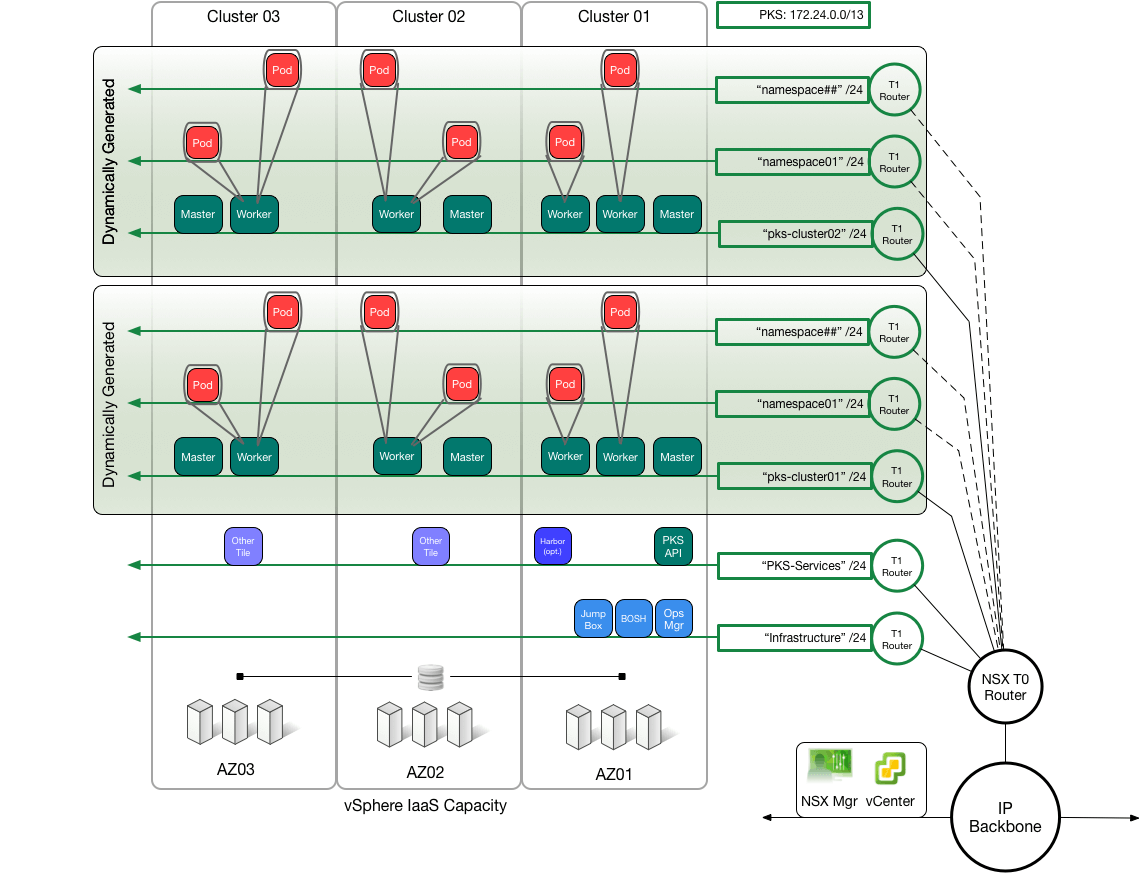 Cluster 03
Cluster 02
Cluster 01
PKS: 172.24.0.0/13
Dynamically Generated
Pod
Pod
Pod
“namespace##” /24
T1
Router
Pod
Pod
Pod
“namespace01” /24
T1
Router
Master
Worker
Worker
Master
Worker
Worker
Master
“pks-cluster02” /24
T1
Router
Dynamically Generated
Pod
Pod
Pod
“namespace##” /24
T1
Router
Pod
Pod
Pod
“namespace01” /24
T1
Router
Master
Worker
Worker
Master
Worker
Worker
Master
“pks-cluster01” /24
T1
Router
Other
Tile
Other
Tile
Harbor
(opt.)
PKS
API
“PKS-Services” /24
T1
Router
Jump
Box
BOSH
Ops
Mgr
“Infrastructure” /24
T1
Router
NSX T0
Router
AZ03
AZ02
AZ01
vSphere IaaS Capacity
NSX Mgr
vCenter
IP
Backbone